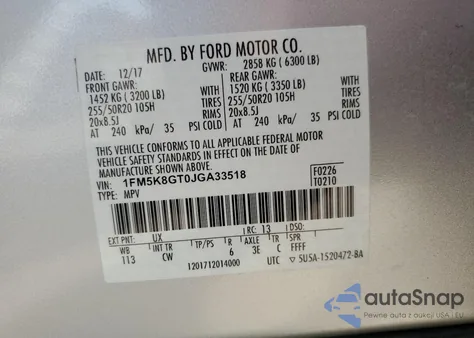 MFD. BY FORD MOTOR CO.
DATE: 12/17 GVWR: 2858 KG ( 6300 LB)
FRONT GAWR: REAR GAWR:
1452 KG ( 3200 LB) WITH 1520 KG ( 3350 LB) WITH
255/50R20 105H TIRES 255/50R20 105H TIRES
20x8.5J RIMS 20x8.5J RIMS
AT 240 kPa/ 35 PSI COLD AT 240 kPa/ 35 PSI COLD
THIS VEHICLE CONFORMS TO ALL APPLICABLE FEDERAL MOTOR
VEHICLE SAFETY STANDARDS IN EFFECT ON THE DATE OF
MANUFACTURE SHOWN ABOVE.
VIN: 1FM5K8GT0JGA33518 F0226
TYPE: MPV T0210
EXT PNT: UX RC: 13 DSO:
WB INT TR TP/PS R AXLE TR SPR
113 CW 6 3E C FFFF
1201712014000 UTC ▽ 5U5A-1520472-BA
autoSnap
Pewne auto z USA | EU